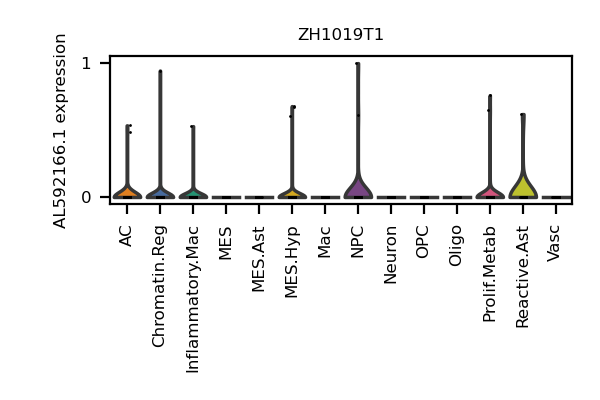 ZH1019T1
AL592166.1 expression
1
0
AC
Chromatin.Reg
Inflammatory.Mac
MES
MES.Ast
MES.Hyp
Mac
NPC
Neuron
OPC
Oligo
Prolif.Metab
Reactive.Ast
Vasc